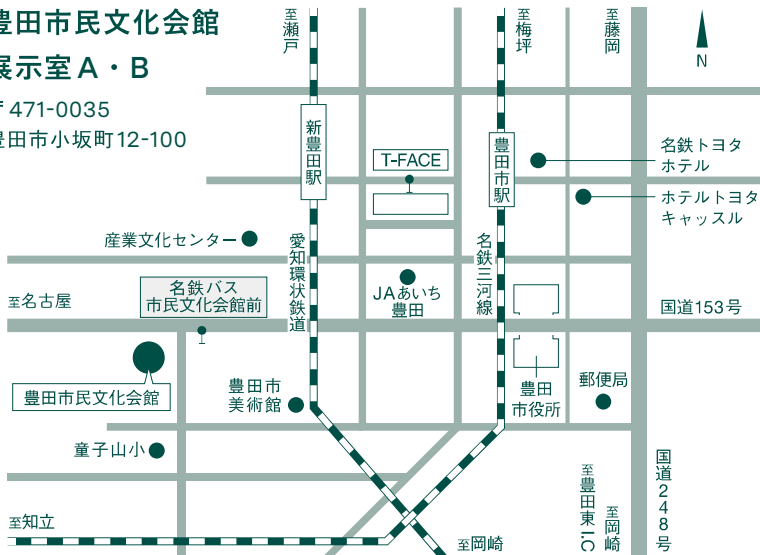 豊田市民文化会館
展示室A・B
〒471-0035
豊田市小坂町12-100
至瀬戸
至梅坪
至藤岡
N
新豊田駅
T-FACE
豊田市駅
名鉄トヨタ
ホテル
ホテルトヨタ
キャッスル
産業文化センター
愛知環状鉄道
名鉄三河線
至名古屋
名鉄バス
市民文化会館前
JAあいち
豊田
国道153号
豊田市民文化会館
豊田市
美術館
豊田
市役所
郵便局
童子山小
国道248号
至豊田東I.C
至岡崎
至知立
至岡崎